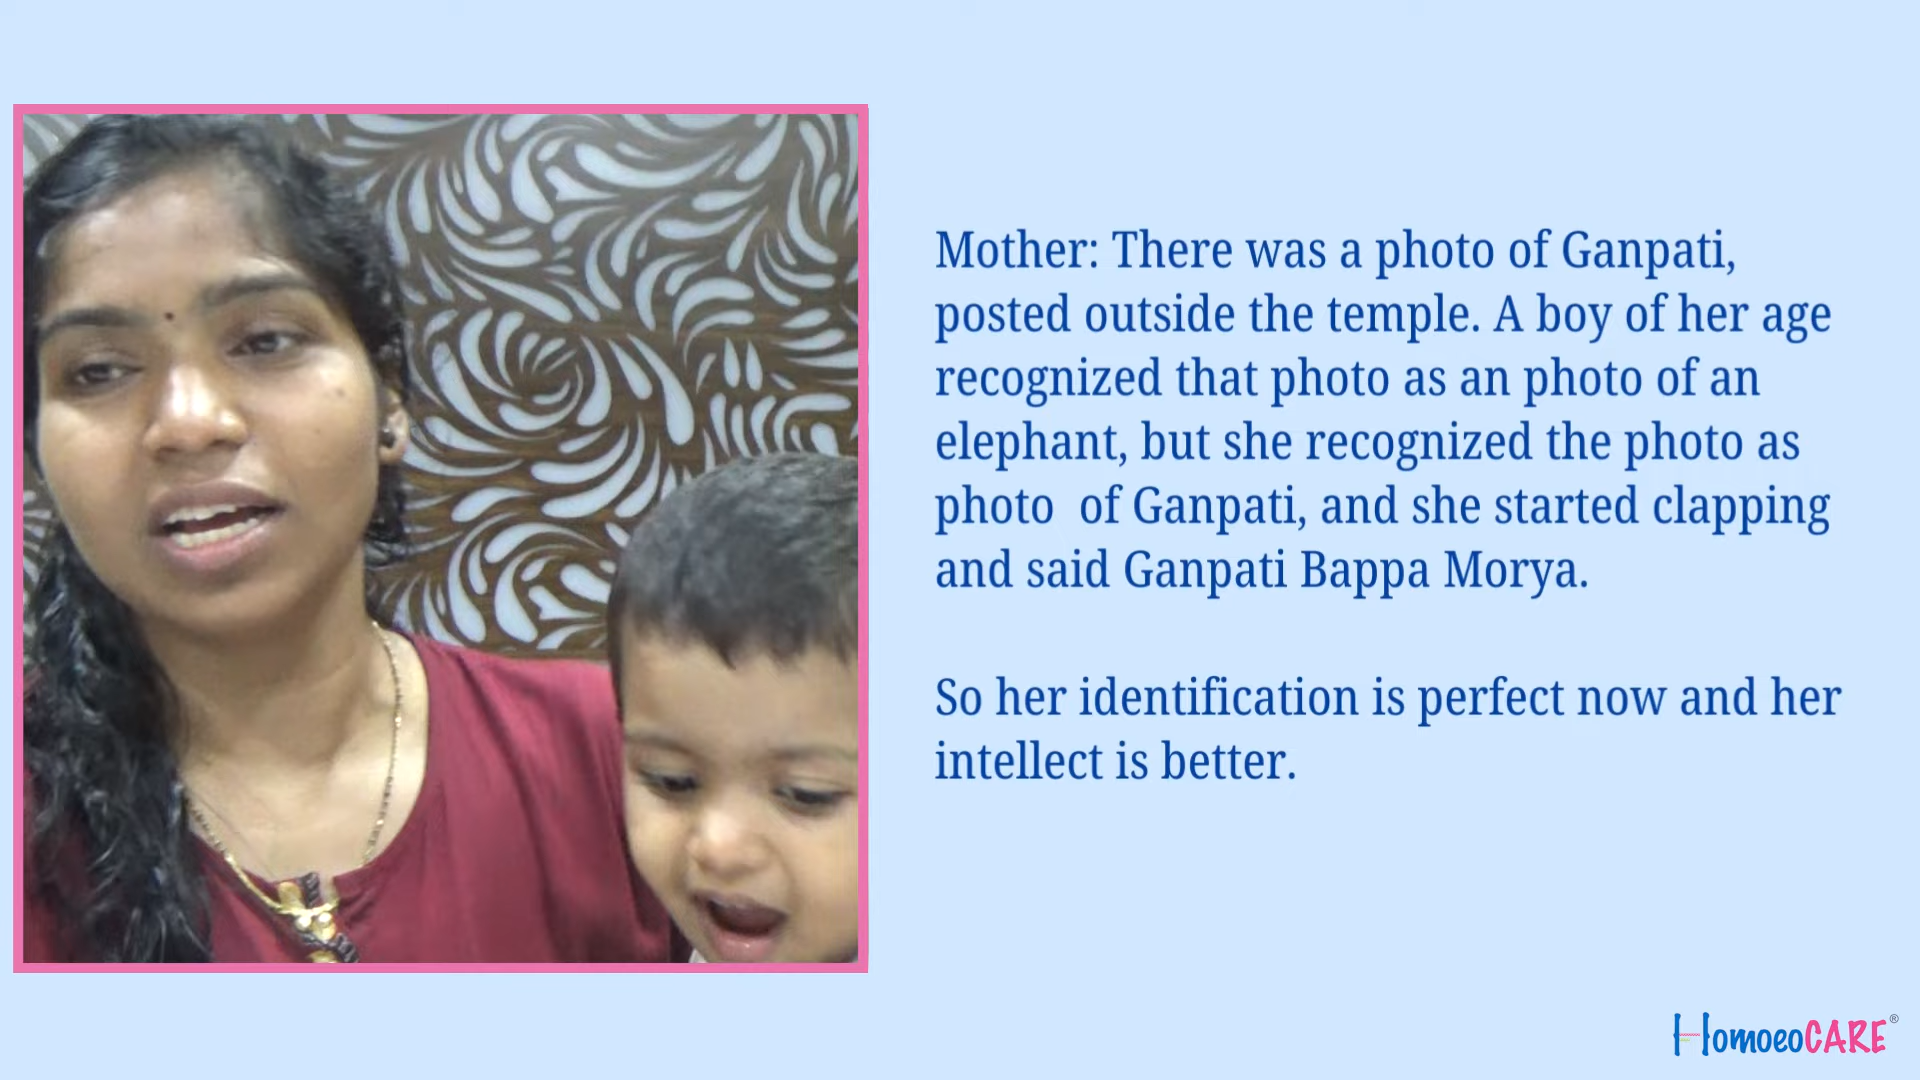 Mother: There was a photo of Ganpati,
posted outside the temple. A boy of her age
recognized that photo as an photo of an
elephant, but she recognized the photo as
photo  of Ganpati, and she started clapping
and said Ganpati Bappa Morya.
So her identification is perfect now and her
intellect is better.
HomoeoCARE®